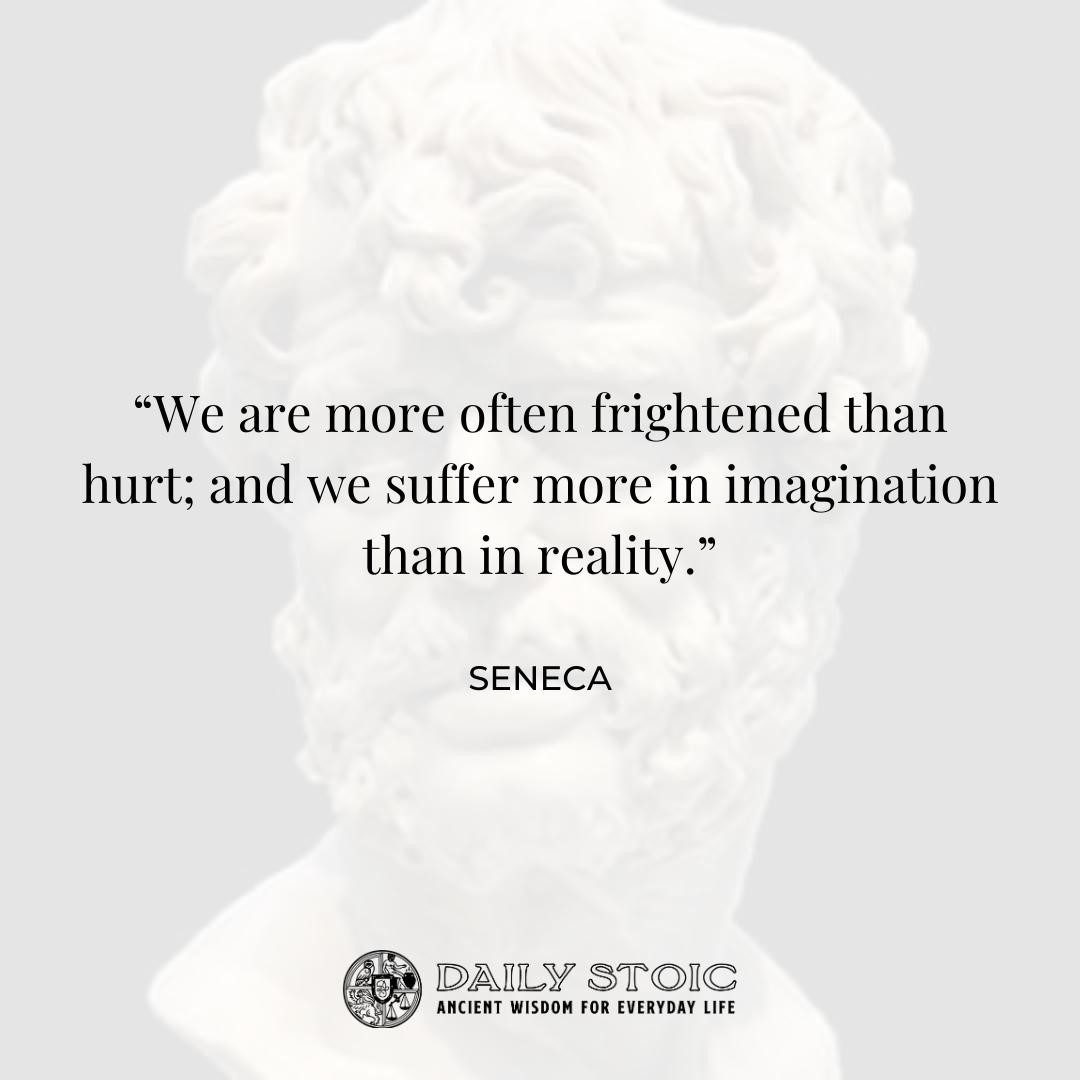 “We are more often frightened than
hurt; and we suffer more in imagination
than in reality.”
SENECA
DAILY STOIC
ANCIENT WISDOM FOR EVERYDAY LIFE